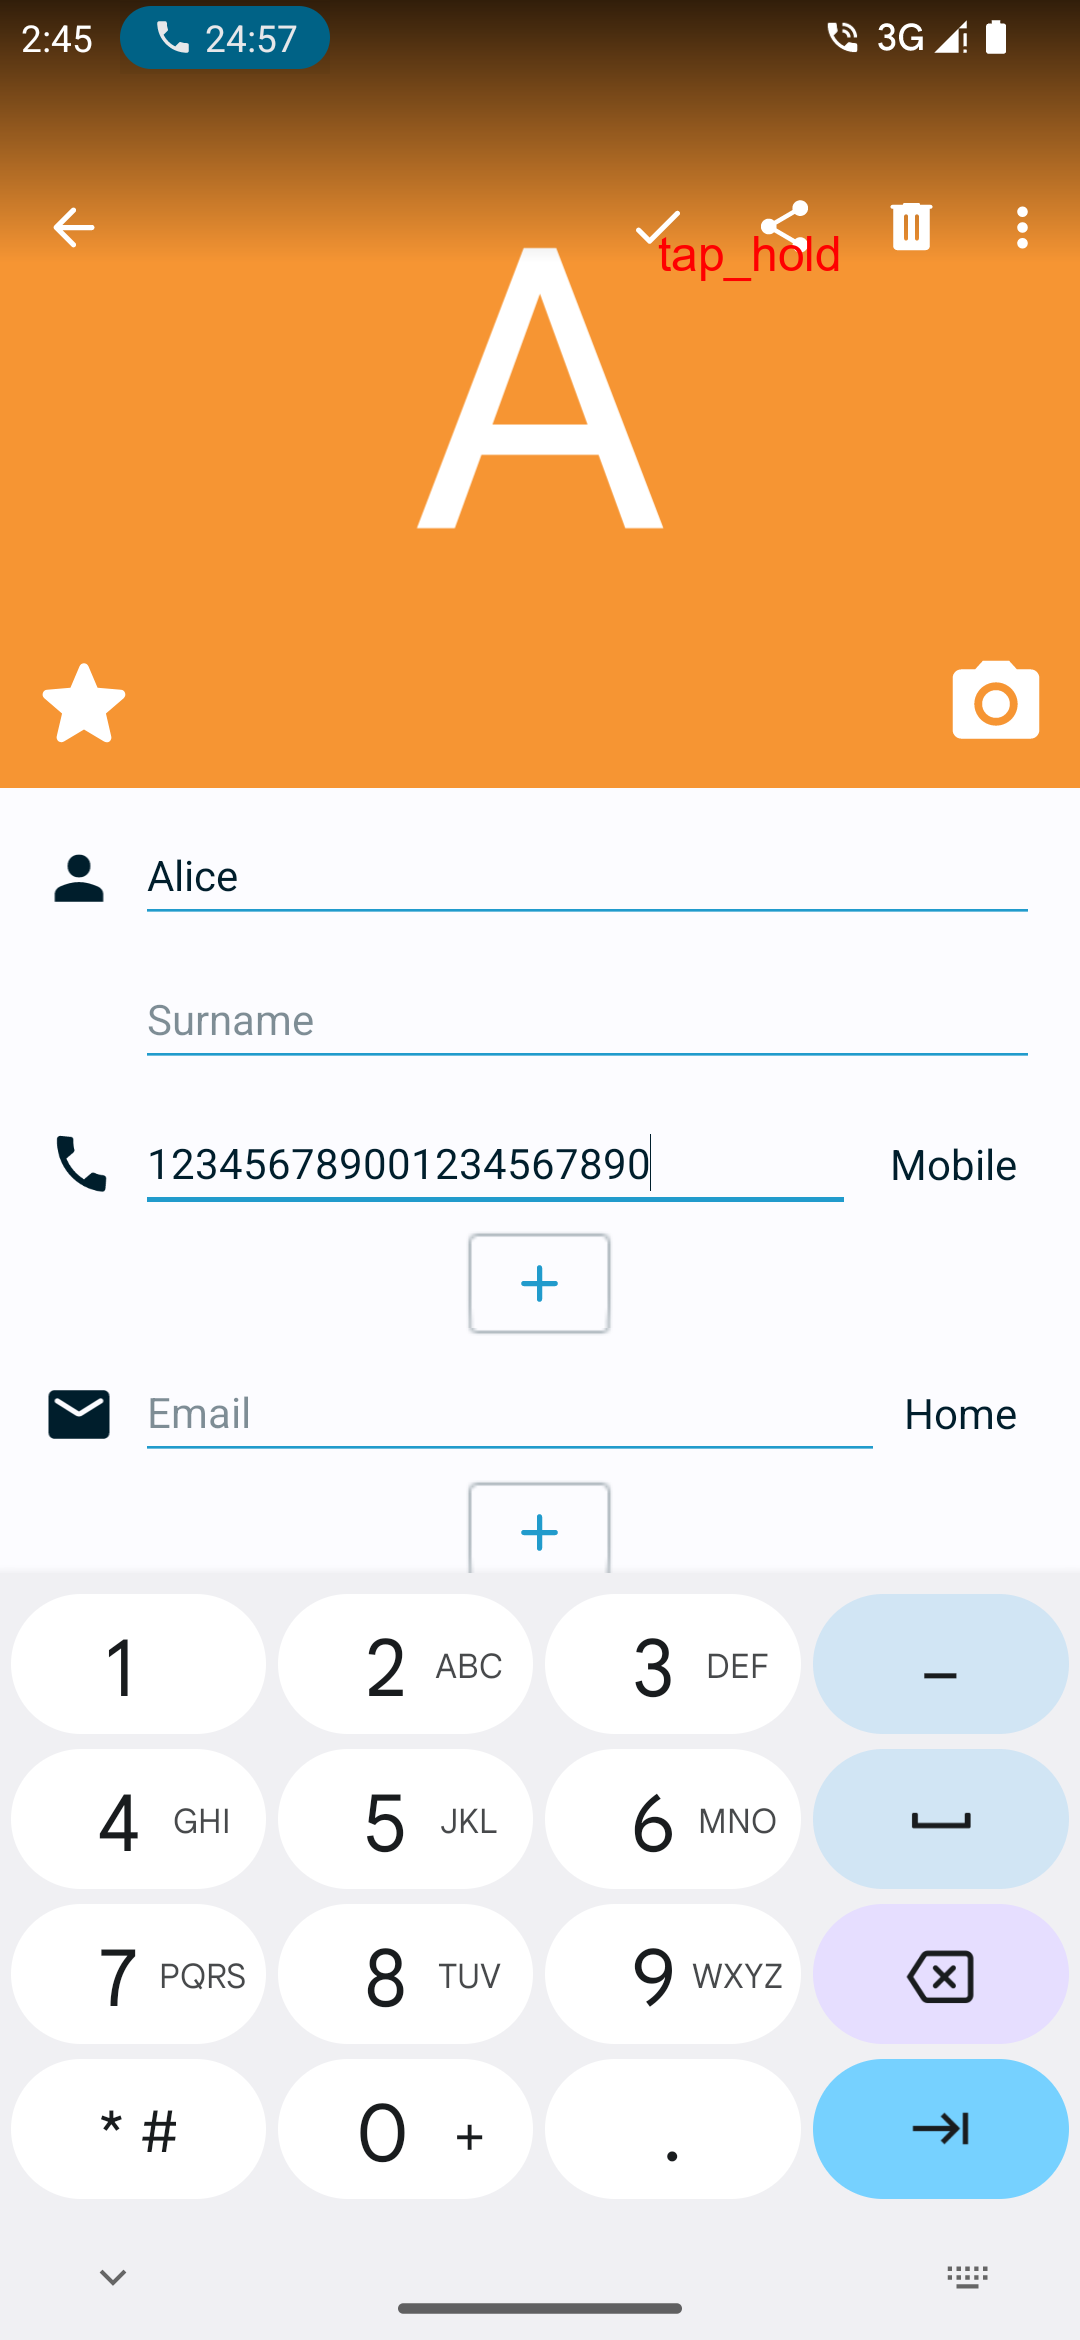 2:45 24:57 3G
tap_hold
A
Alice
Surname
123456789001234567890 Mobile
+
Email Home
+
1 2 ABC 3 DEF –
4 GHI 5 JKL 6 MNO
7 PQRS 8 TUV 9 WXYZ
* # 0 + .